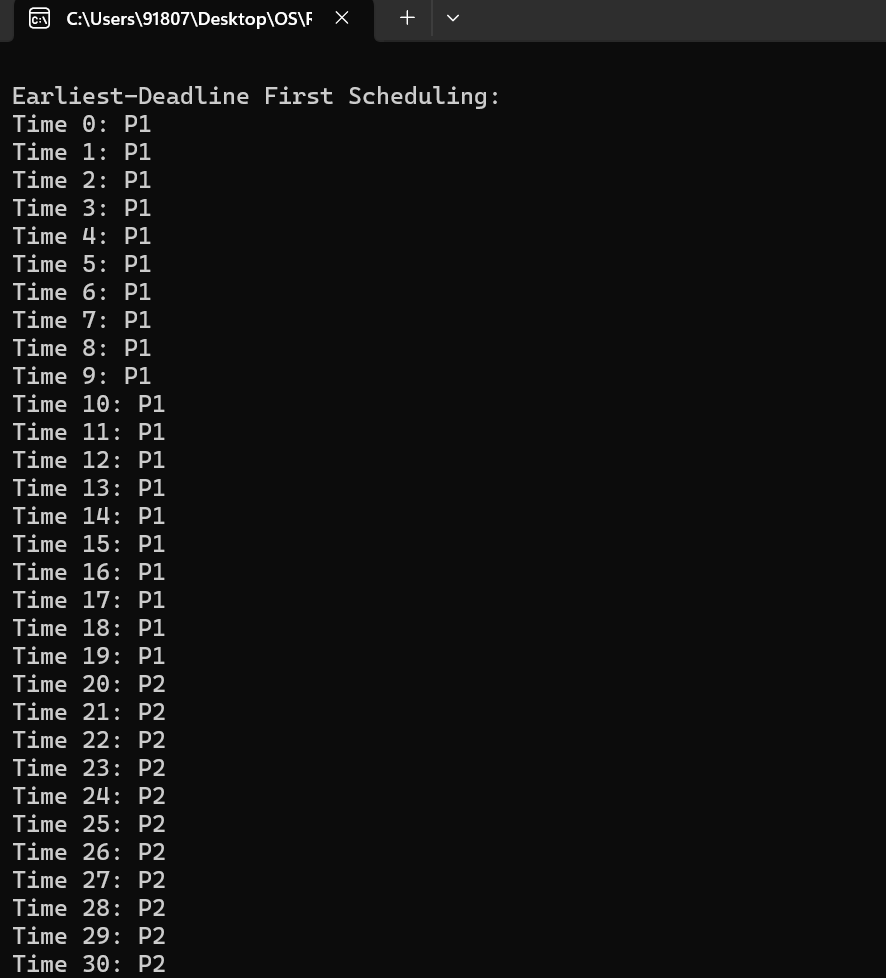 C:\Users\91807\Desktop\OS\F
Earliest-Deadline First Scheduling:
Time 0: P1
Time 1: P1
Time 2: P1
Time 3: P1
Time 4: P1
Time 5: P1
Time 6: P1
Time 7: P1
Time 8: P1
Time 9: P1
Time 10: P1
Time 11: P1
Time 12: P1
Time 13: P1
Time 14: P1
Time 15: P1
Time 16: P1
Time 17: P1
Time 18: P1
Time 19: P1
Time 20: P2
Time 21: P2
Time 22: P2
Time 23: P2
Time 24: P2
Time 25: P2
Time 26: P2
Time 27: P2
Time 28: P2
Time 29: P2
Time 30: P2